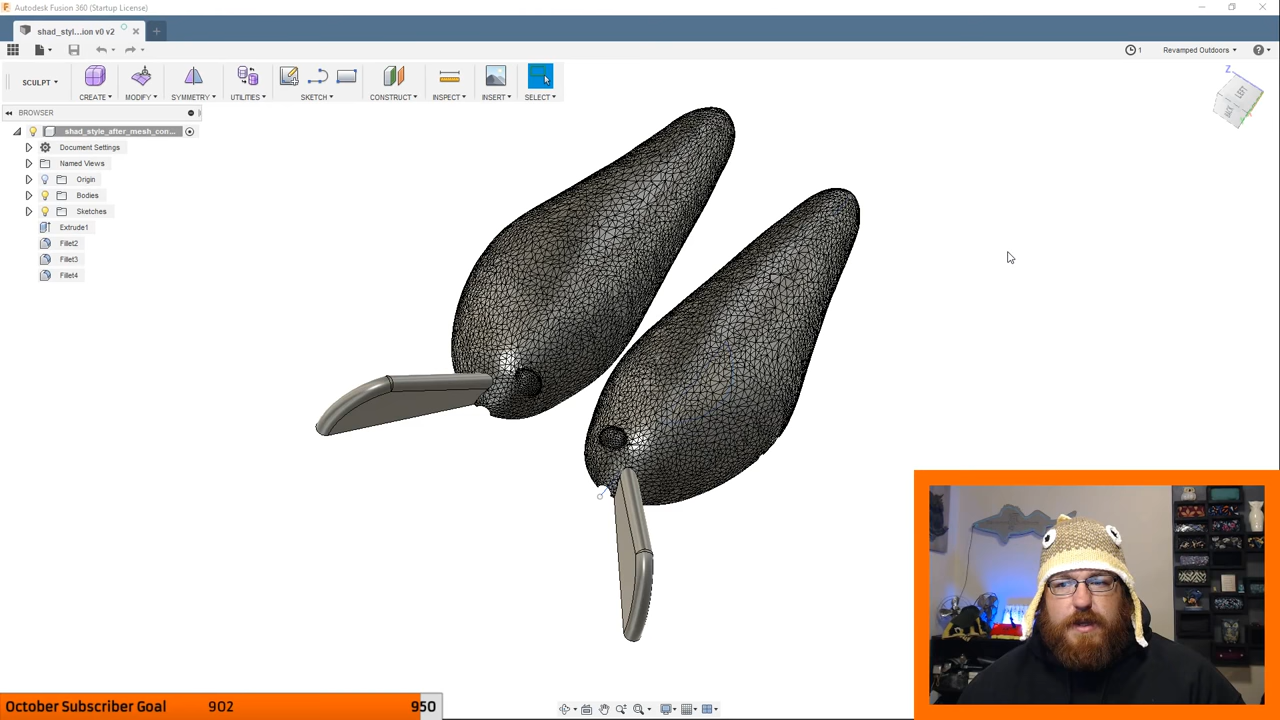 Autodesk Fusion 360 (Startup License)
shad_styl...ion v0 v2
1
Revamped Outdoors
SCULPT
CREATE
MODIFY
SYMMETRY
UTILITIES
SKETCH
CONSTRUCT
INSPECT
INSERT
SELECT
BROWSER
shad_style_after_mesh_con...
Document Settings
Named Views
Origin
Bodies
Sketches
Extrude1
Fillet2
Fillet3
Fillet4
Z
LEFT
October Subscriber Goal 902 950